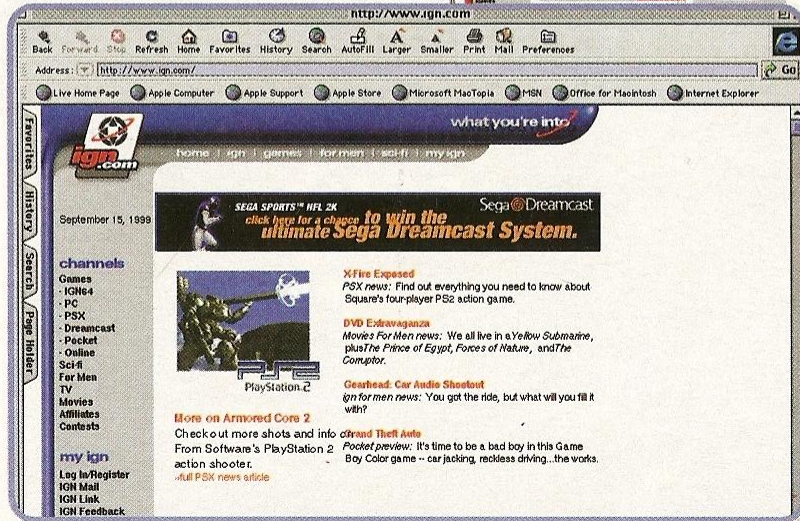 http://www.ign.com
Back Forward Stop Refresh Home Favorites History Search AutoFill Larger Smaller Print Mail Preferences
Address: http://www.ign.com/ Go
Live Home Page Apple Computer Apple Support Apple Store Microsoft MacTopia MSN Office for Macintosh Internet Explorer
Favorites
History
Search
Page Holder
ign.com
what you're into
home | ign | games | for men | sci-fi | my ign
September 15, 1999
SEGA SPORTS™ NFL 2K
Sega Dreamcast
click here for a chance to win the
ultimate Sega Dreamcast System.
channels
Games
- IGN64
- PC
- PSX
- Dreamcast
- Pocket
- Online
Sci-fi
For Men
TV
Movies
Affiliates
Contests
my ign
Log In/Register
IGN Mail
IGN Link
IGN Feedback
PS2
PlayStation.2
More on Armored Core 2
Check out more shots and info on
From Software's PlayStation 2
action shooter.
»full PSX news article
X-Fire Exposed
PSX news: Find out everything you need to know about
Square's four-player PS2 action game.
DVD Extravaganza
Movies For Men news: We all live in a Yellow Submarine,
plus The Prince of Egypt, Forces of Nature, and The
Corruptor.
Gearhead: Car Audio Shootout
ign for men news: You got the ride, but what will you fill it
with?
Grand Theft Auto
Pocket preview: It's time to be a bad boy in this Game
Boy Color game -- car jacking, reckless driving...the works.